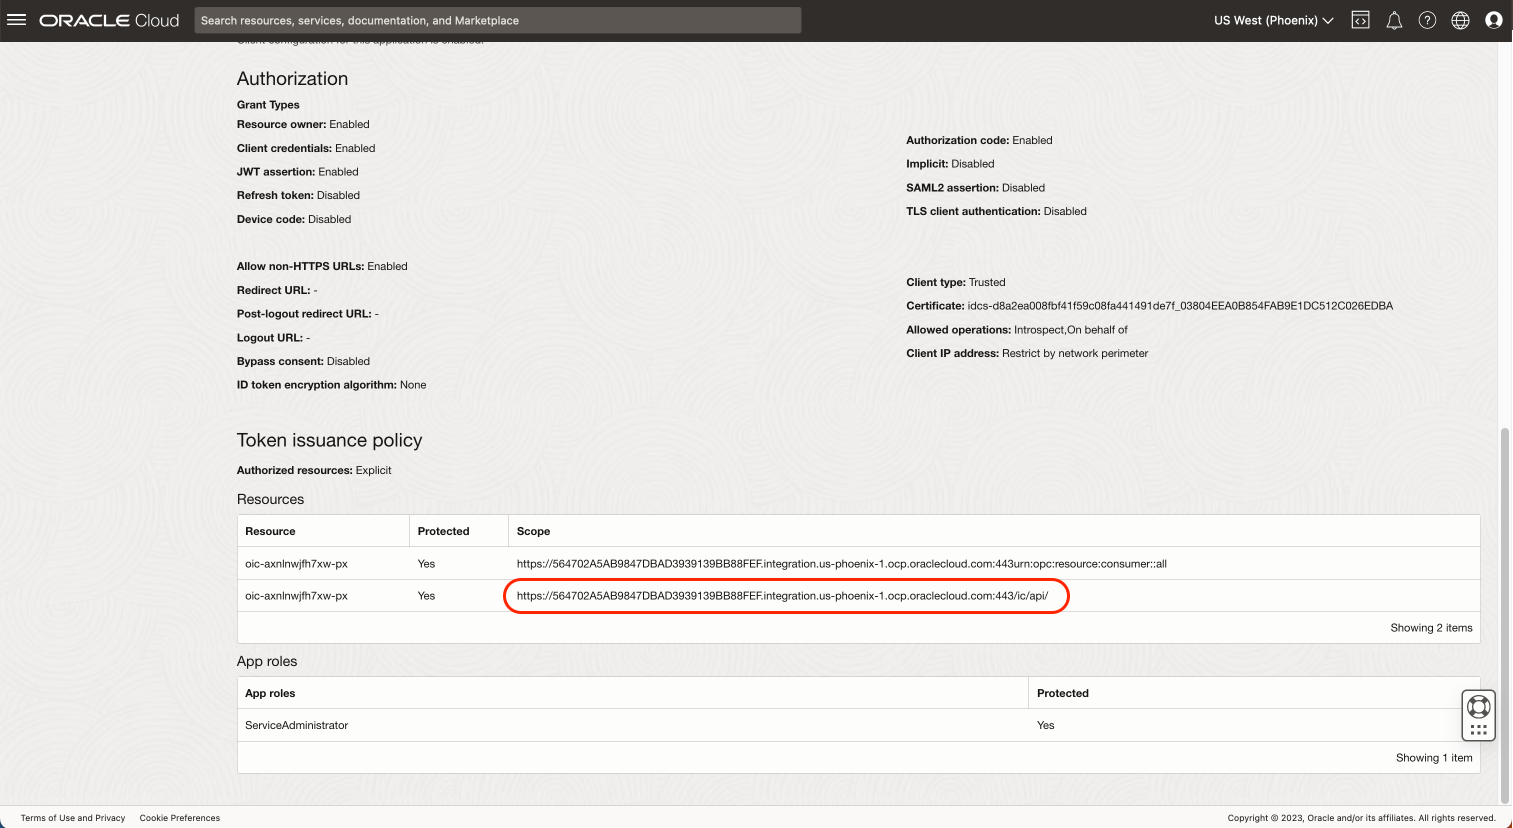 ORACLE Cloud
Search resources, services, documentation, and Marketplace
US West (Phoenix)
Client configuration for this application is enabled.
Authorization
Grant Types
Resource owner: Enabled
Client credentials: Enabled
JWT assertion: Enabled
Refresh token: Disabled
Device code: Disabled
Authorization code: Enabled
Implicit: Disabled
SAML2 assertion: Disabled
TLS client authentication: Disabled
Allow non-HTTPS URLs: Enabled
Redirect URL: -
Post-logout redirect URL: -
Logout URL: -
Bypass consent: Disabled
ID token encryption algorithm: None
Client type: Trusted
Certificate: idcs-d8a2ea008fbf41f59c08fa441491de7f_03804EEA0B854FAB9E1DC512C026EDBA
Allowed operations: Introspect,On behalf of
Client IP address: Restrict by network perimeter
Token issuance policy
Authorized resources: Explicit
Resources
Resource Protected Scope
oic-axnlnwjfh7xw-px Yes https://564702A5AB9847DBAD3939139BB88FEF.integration.us-phoenix-1.ocp.oraclecloud.com:443urn:opc:resource:consumer::all
oic-axnlnwjfh7xw-px Yes https://564702A5AB9847DBAD3939139BB88FEF.integration.us-phoenix-1.ocp.oraclecloud.com:443/ic/api/
Showing 2 items
App roles
App roles Protected
ServiceAdministrator Yes
Showing 1 item
Terms of Use and Privacy Cookie Preferences
Copyright © 2023, Oracle and/or its affiliates. All rights reserved.